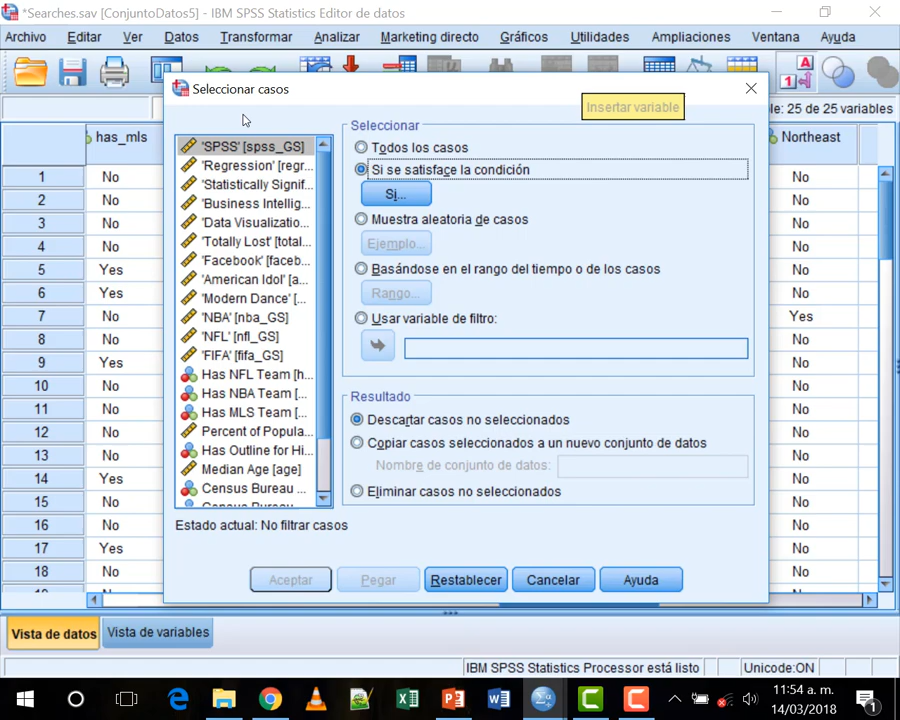 *Searches.sav [ConjuntoDatos5] - IBM SPSS Statistics Editor de datos
Archivo Editar Ver Datos Transformar Analizar Marketing directo Gráficos Utilidades Ampliaciones Ventana Ayuda
Seleccionar casos
Insertar variable
le: 25 de 25 variables
has_mls
Northeast
1 No No
2 No No
3 No No
4 No No
5 Yes No
6 Yes No
7 No Yes
8 No No
9 Yes No
10 No No
11 No No
12 No No
13 No No
14 Yes No
15 No No
16 No No
17 Yes No
18 No No
'SPSS' [spss_GS]
'Regression' [regr...
'Statistically Signif...
'Business Intellig...
'Data Visualizatio...
'Totally Lost' [total...
'Facebook' [faceb...
'American Idol' [a...
'Modern Dance' [...
'NBA' [nba_GS]
'NFL' [nfl_GS]
'FIFA' [fifa_GS]
Has NFL Team [h...
Has NBA Team [...
Has MLS Team [...
Percent of Popula...
Has Outline for Hi...
Median Age [age]
Census Bureau ...
Seleccionar
Todos los casos
Si se satisface la condición
Si...
Muestra aleatoria de casos
Ejemplo...
Basándose en el rango del tiempo o de los casos
Rango...
Usar variable de filtro:
Resultado
Descartar casos no seleccionados
Copiar casos seleccionados a un nuevo conjunto de datos
Nombre de conjunto de datos:
Eliminar casos no seleccionados
Estado actual: No filtrar casos
Aceptar Pegar Restablecer Cancelar Ayuda
Vista de datos Vista de variables
IBM SPSS Statistics Processor está listo Unicode:ON
11:54 a. m.
14/03/2018
1